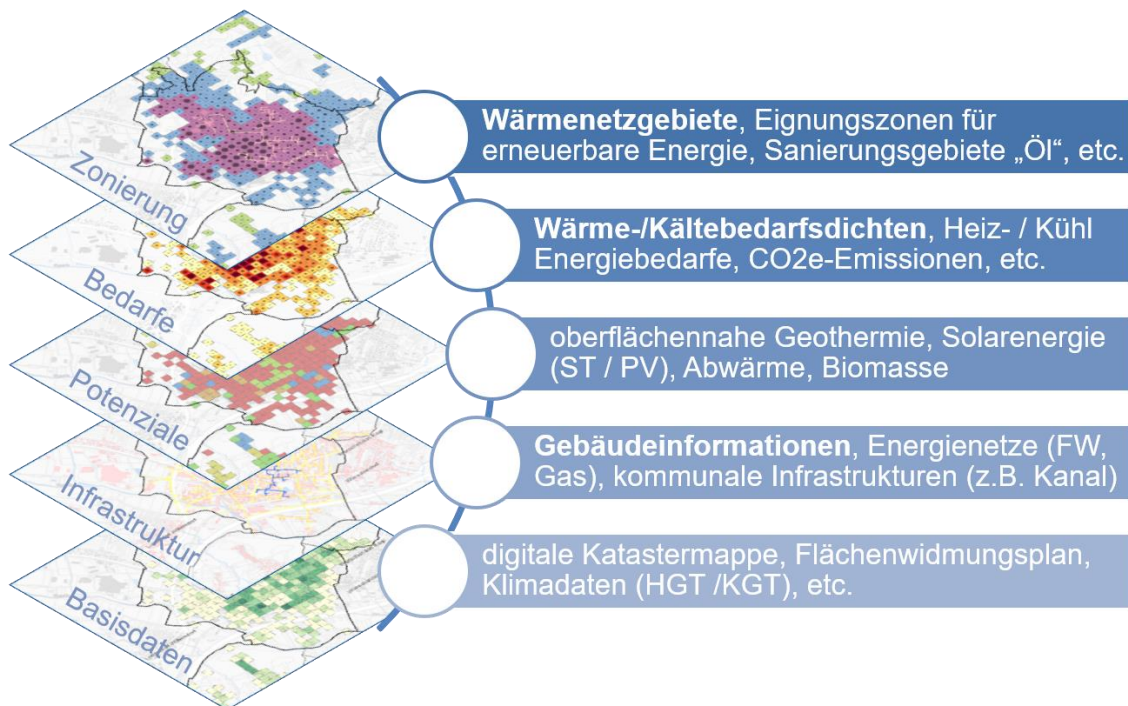 Zonierung
Wärmenetzgebiete, Eignungszonen für
erneuerbare Energie, Sanierungsgebiete „Öl“, etc.
Bedarfe
Wärme-/Kältebedarfsdichten, Heiz- / Kühl
Energiebedarfe, CO2e-Emissionen, etc.
Potenziale
oberflächennahe Geothermie, Solarenergie
(ST / PV), Abwärme, Biomasse
Infrastruktur
Gebäudeinformationen, Energienetze (FW,
Gas), kommunale Infrastrukturen (z.B. Kanal)
Basisdaten
digitale Katastermappe, Flächenwidmungsplan,
Klimadaten (HGT /KGT), etc.